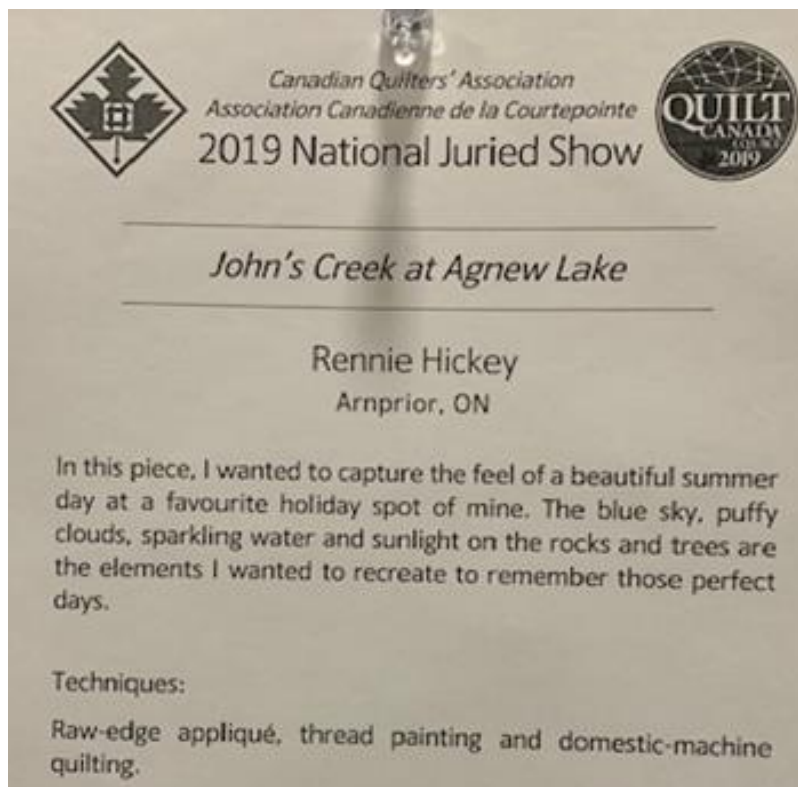 Canadian Quilters' Association
Association Canadienne de la Courtepointe
2019 National Juried Show
QUILT
CANADA
2019
John's Creek at Agnew Lake
Rennie Hickey
Arnprior, ON
In this piece, I wanted to capture the feel of a beautiful summer
day at a favourite holiday spot of mine. The blue sky, puffy
clouds, sparkling water and sunlight on the rocks and trees are
the elements I wanted to recreate to remember those perfect
days.
Techniques:
Raw-edge appliqué, thread painting and domestic-machine
quilting.